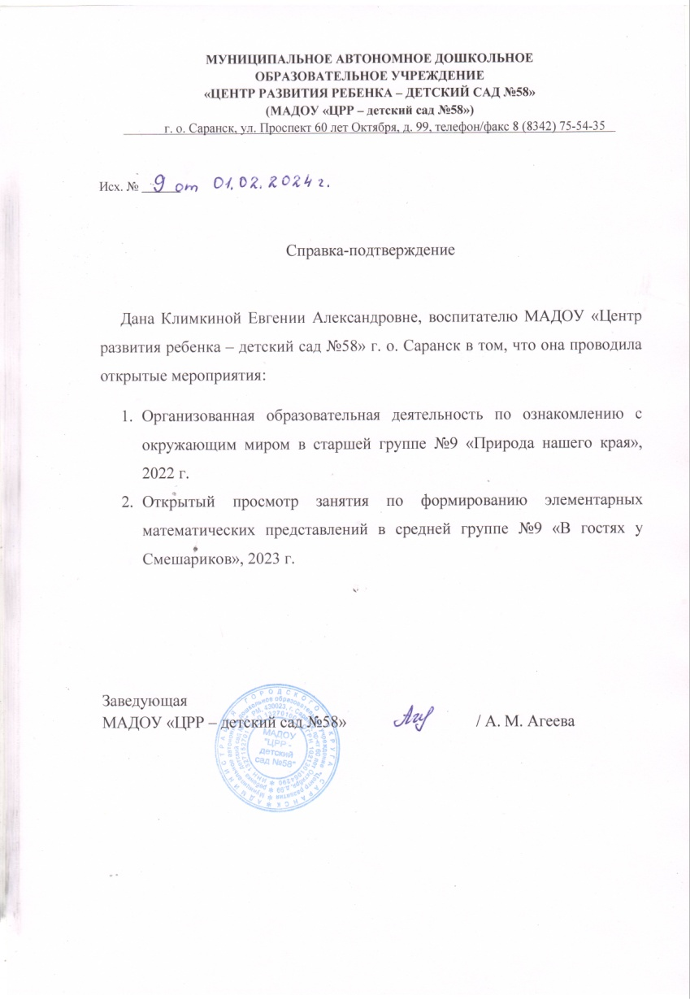 МУНИЦИПАЛЬНОЕ АВТОНОМНОЕ ДОШКОЛЬНОЕ
ОБРАЗОВАТЕЛЬНОЕ УЧРЕЖДЕНИЕ
«ЦЕНТР РАЗВИТИЯ РЕБЕНКА – ДЕТСКИЙ САД №58»
(МАДОУ «ЦРР – детский сад №58»)
г. о. Саранск, ул. Проспект 60 лет Октября, д. 99, телефон/факс 8 (8342) 75-54-35
Исх. № 9 от 01.02.2024 г.
Справка-подтверждение
Дана Климкиной Евгении Александровне, воспитателю МАДОУ «Центр
развития ребенка – детский сад №58» г. о. Саранск в том, что она проводила
открытые мероприятия:
1. Организованная образовательная деятельность по ознакомлению с
окружающим миром в старшей группе №9 «Природа нашего края»,
2022 г.
2. Открытый просмотр занятия по формированию элементарных
математических представлений в средней группе №9 «В гостях у
Смешариков», 2023 г.
Заведующая
МАДОУ «ЦРР – детский сад №58» / А. М. Агеева
МАДОУ
"ЦРР -
детский
сад №58"